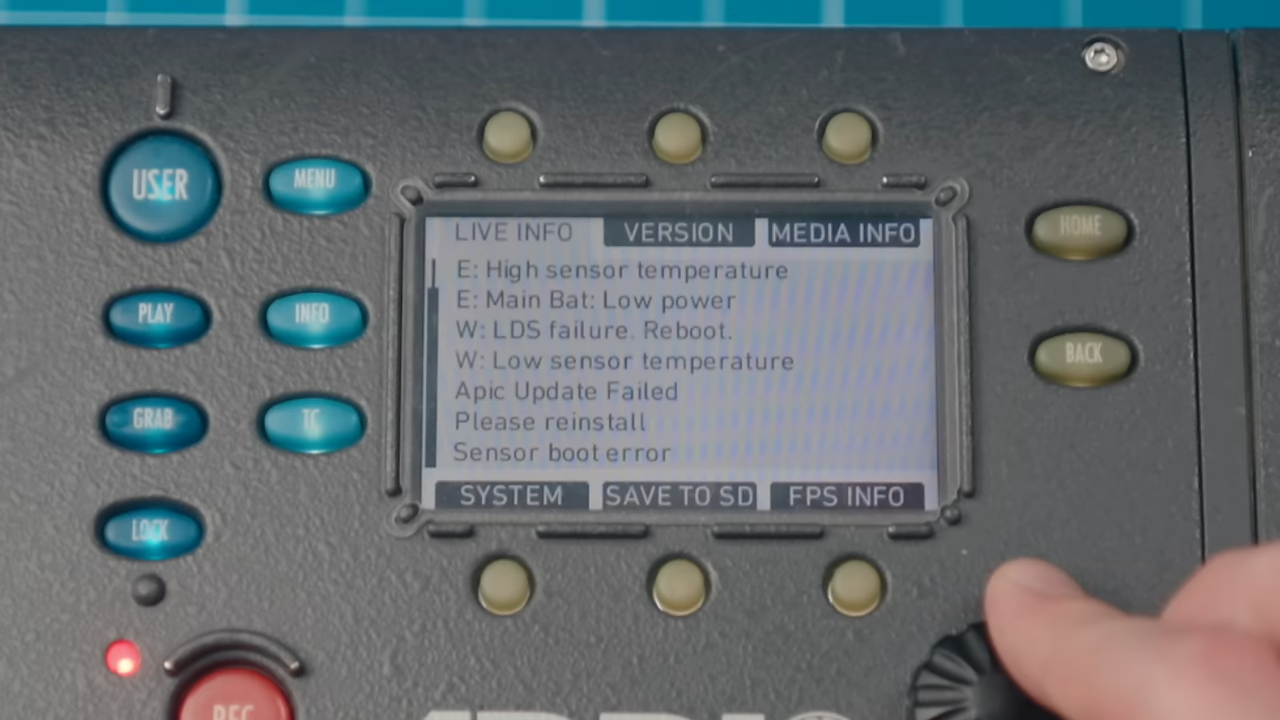 USER
MENU
LIVE INFO VERSION MEDIA INFO
HOME
E: High sensor temperature
E: Main Bat: Low power
PLAY INFO
W: LDS failure. Reboot.
BACK
W: Low sensor temperature
Apic Update Failed
GRAB TC
Please reinstall
Sensor boot error
SYSTEM SAVE TO SD FPS INFO
LOCK
REC